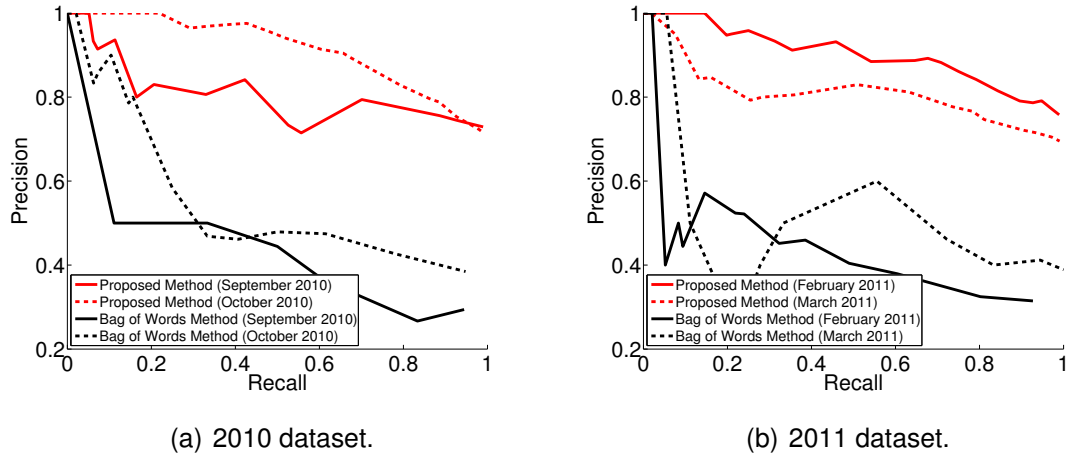 1
0.8
0.6
0.4
0.2
0 0.2 0.4 0.6 0.8 1
Precision
Recall
Proposed Method (September 2010)
Proposed Method (October 2010)
Bag of Words Method (September 2010)
Bag of Words Method (October 2010)
(a) 2010 dataset.
1
0.8
0.6
0.4
0.2
0 0.2 0.4 0.6 0.8 1
Precision
Recall
Proposed Method (February 2011)
Proposed Method (March 2011)
Bag of Words Method (February 2011)
Bag of Words Method (March 2011)
(b) 2011 dataset.